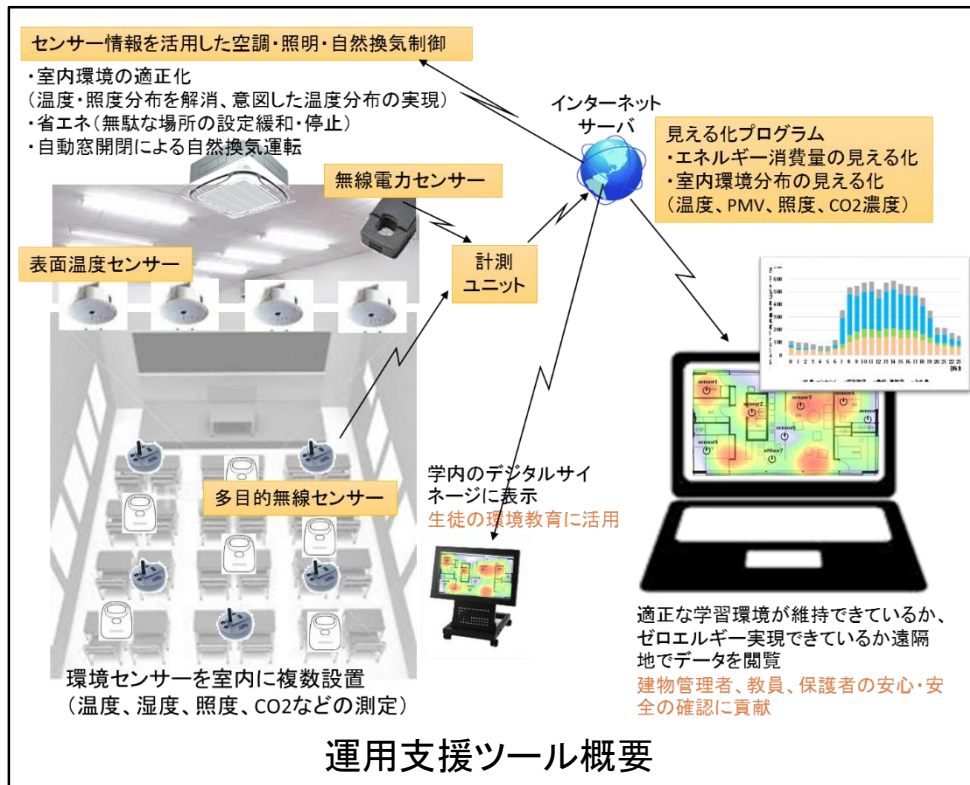 センサー情報を活用した空調・照明・自然換気制御
・室内環境の適正化
（温度・照度分布を解消、意図した温度分布の実現）
・省エネ（無駄な場所の設定緩和・停止）
・自動窓開閉による自然換気運転
インターネット
サーバ
見える化プログラム
・エネルギー消費量の見える化
・室内環境分布の見える化
（温度、PMV、照度、CO2濃度）
無線電力センサー
表面温度センサー
計測
ユニット
多目的無線センサー
学内のデジタルサイ
ネージに表示
生徒の環境教育に活用
sensor1
sensor2
sensor3
環境センサーを室内に複数設置
（温度、湿度、照度、CO2などの測定）
適正な学習環境が維持できているか、
ゼロエルギー実現できているか遠隔
地でデータを閲覧
建物管理者、教員、保護者の安心・安
全の確認に貢献
運用支援ツール概要